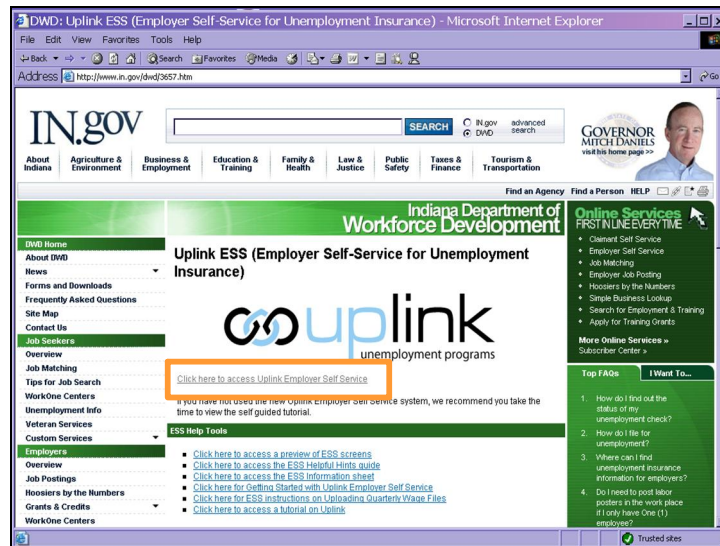 DWD: Uplink ESS (Employer Self-Service for Unemployment Insurance) - Microsoft Internet Explorer
File Edit View Favorites Tools Help
Back Search Favorites Media
Address http://www.in.gov/dwd/3657.htm Go
IN.gov
SEARCH
IN.gov
DWD
advanced
search
GOVERNOR
MITCH DANIELS
visit his home page >>
About
Indiana
Agriculture &
Environment
Business &
Employment
Education &
Training
Family &
Health
Law &
Justice
Public
Safety
Taxes &
Finance
Tourism &
Transportation
Find an Agency Find a Person HELP
Indiana Department of
Workforce Development
DWD Home
About DWD
News
Forms and Downloads
Frequently Asked Questions
Site Map
Contact Us
Job Seekers
Overview
Job Matching
Tips for Job Search
WorkOne Centers
Unemployment Info
Veteran Services
Custom Services
Employers
Overview
Job Postings
Hoosiers by the Numbers
Grants & Credits
WorkOne Centers
Uplink ESS (Employer Self-Service for Unemployment
Insurance)
uplink
unemployment programs
Click here to access Uplink Employer Self Service
If you have not used the new Uplink Employer Self Service system, we recommend you take the
time to view the self guided tutorial.
ESS Help Tools
Click here to access a preview of ESS screens
Click here to access the ESS Helpful Hints guide
Click here to access the ESS Information sheet
Click here for Getting Started with Uplink Employer Self Service
Click here for ESS instructions on Uploading Quarterly Wage Files
Click here to access a tutorial on Uplink
Online Services
FIRST IN LINE EVERY TIME
Claimant Self Service
Employer Self Service
Job Matching
Employer Job Posting
Hoosiers by the Numbers
Simple Business Lookup
Search for Employment & Training
Apply for Training Grants
More Online Services »
Subscriber Center »
Top FAQs I Want To...
1. How do I find out the
status of my
unemployment check?
2. How do I file for
unemployment?
3. Where can I find
unemployment insurance
information for employers?
4. Do I need to post labor
posters in the work place
if I only have One (1)
employee?
Trusted sites